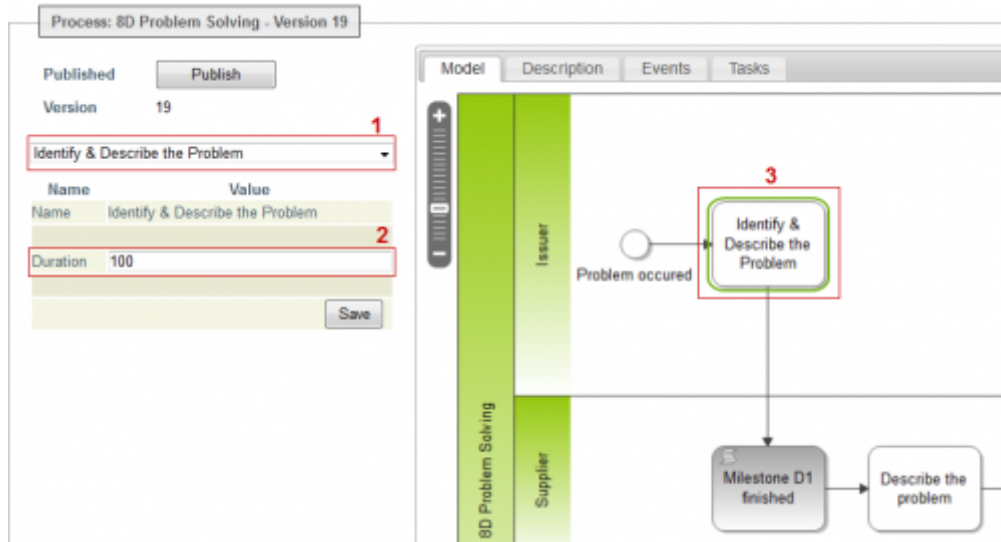 Process: 8D Problem Solving - Version 19
Published Publish
Version 19
1
Identify & Describe the Problem
Name Value
Name Identify & Describe the Problem
2
Duration 100
Save
Model Description Events Tasks
+
-
8D Problem Solving
Issuer
Problem occured
3
Identify &
Describe the
Problem
Supplier
Milestone D1
finished
Describe the
problem